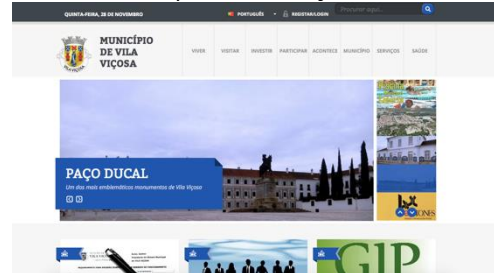 QUINTA-FEIRA, 28 DE NOVEMBRO
PORTUGUÊS
REGISTAR/LOGIN
Procurar aqui...
MUNICÍPIO
DE VILA
VIÇOSA
VIVER
VISITAR
INVESTIR
PARTICIPAR
ACONTECE
MUNICÍPIO
SERVIÇOS
SAÚDE
PAÇO DUCAL
Um dos mais emblemáticos monumentos de Vila Viçosa
GIP